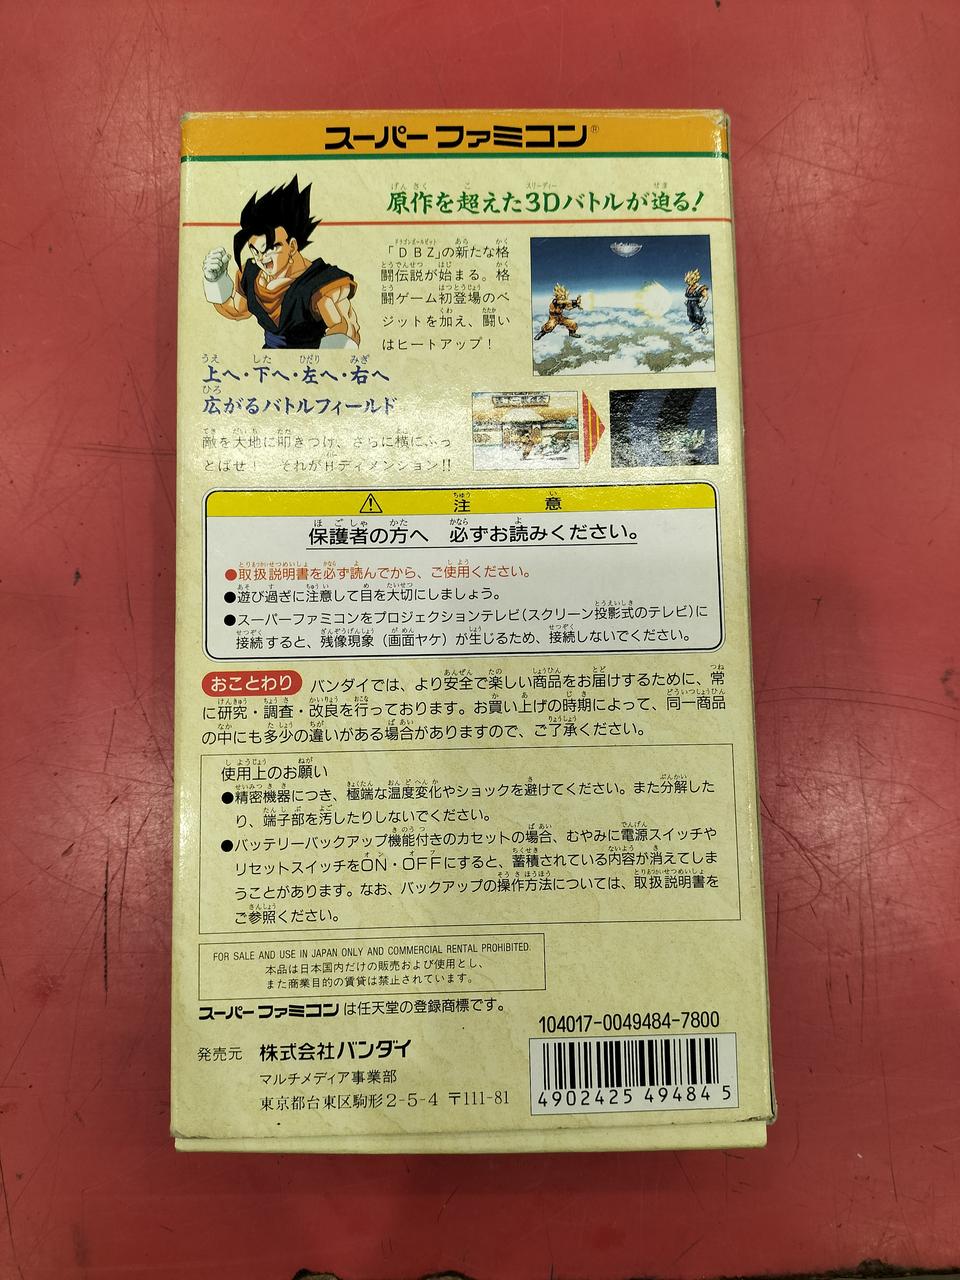 スーパーファミコン®
原作を超えた3Dバトルが迫る!
「DBZ」の新たな格
闘伝説が始まる。格
闘ゲーム初登場のベ
ジットを加え、闘い
はヒートアップ!
上へ・下へ・左へ・右へ
広がるバトルフィールド
敵を大地に叩きつけ、さらに横にふっ
とばせ! それがHディメンション!!
注意
保護者の方へ 必ずお読みください。
●取扱説明書を必ず読んでから、ご使用ください。
●遊び過ぎに注意して目を大切にしましょう。
●スーパーファミコンをプロジェクションテレビ(スクリーン投影式のテレビ)に
接続すると、残像現象(画面ヤケ)が生じるため、接続しないでください。
おことわり バンダイでは、より安全で楽しい商品をお届けするために、常
に研究・調査・改良を行っております。お買い上げの時期によって、同一商品
の中にも多少の違いがある場合がありますので、ご了承ください。
使用上のお願い
●精密機器につき、極端な温度変化やショックを避けてください。また分解した
り、端子部を汚したりしないでください。
●バッテリーバックアップ機能付きのカセットの場合、むやみに電源スイッチや
リセットスイッチをON・OFFにすると、蓄積されている内容が消えてしま
うことがあります。なお、バックアップの操作方法については、取扱説明書を
ご参照ください。
FOR SALE AND USE IN JAPAN ONLY AND COMMERCIAL RENTAL PROHIBITED.
本品は日本国内だけの販売および使用とし、
また商業目的の賃貸は禁止されています。
スーパーファミコンは任天堂の登録商標です。
104017-0049484-7800
発売元 株式会社バンダイ
マルチメディア事業部
東京都台東区駒形2-5-4 〒111-81
4902425 49484 5